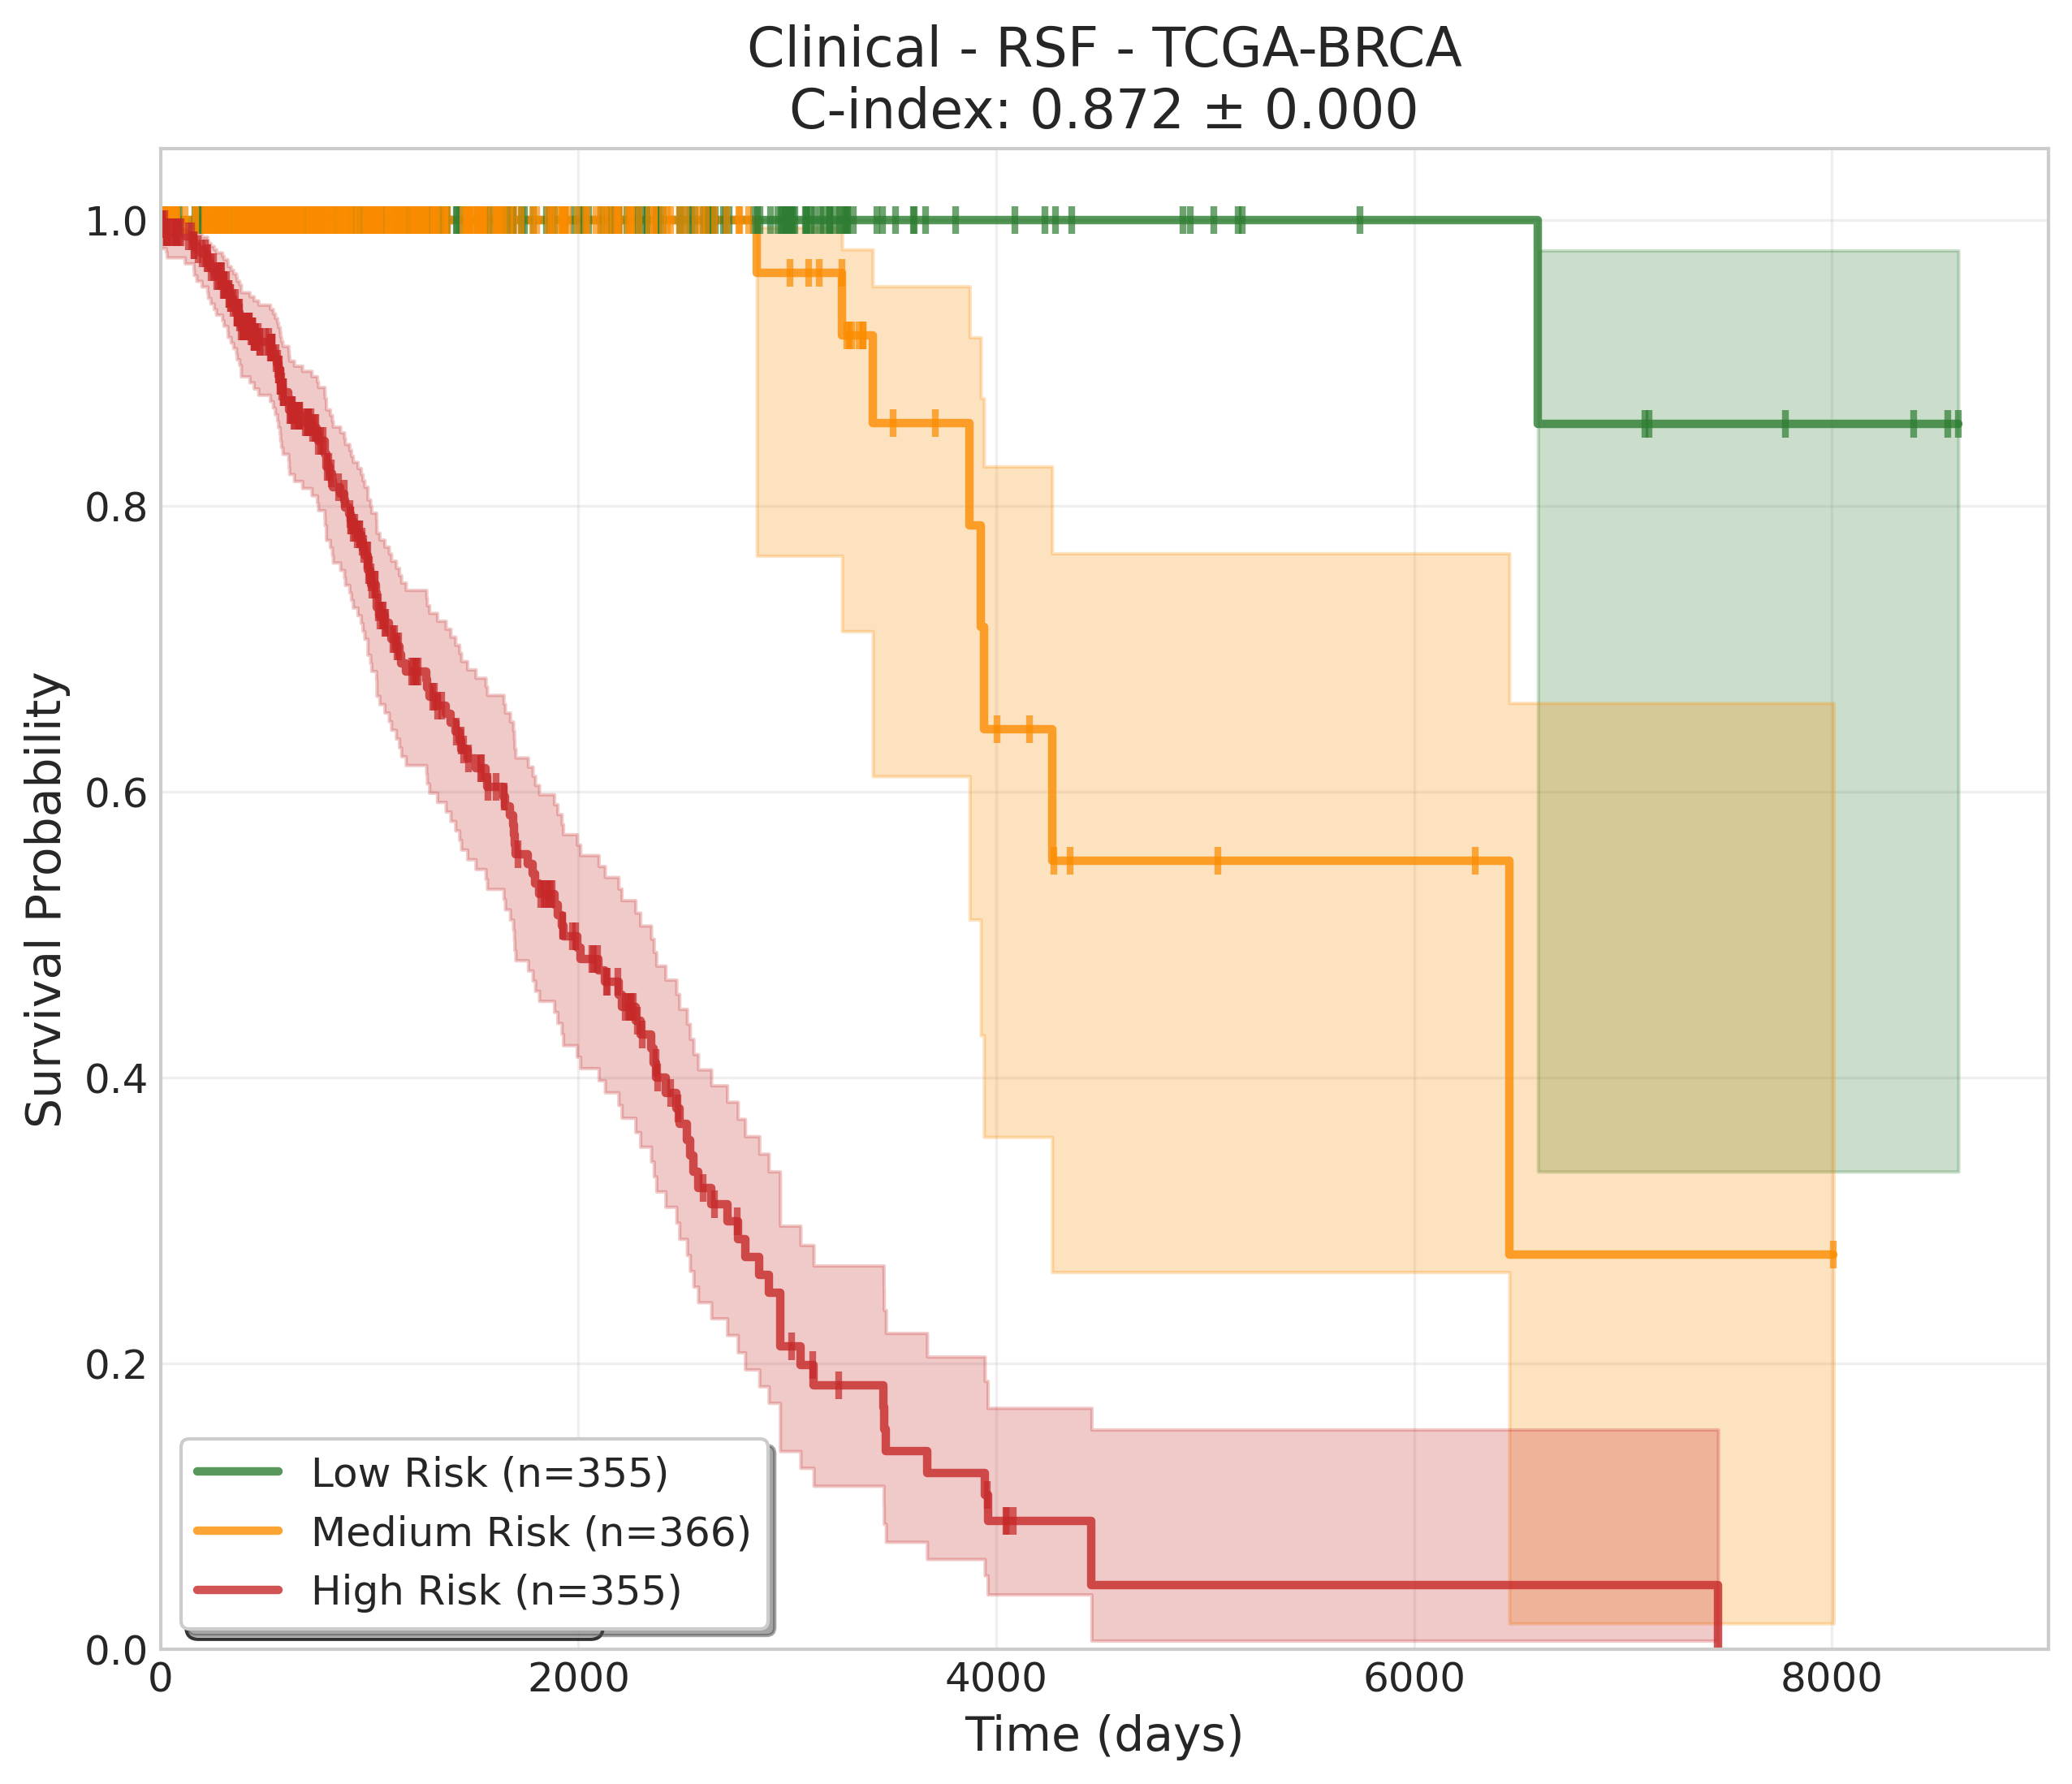 Clinical - RSF - TCGA-BRCA
C-index: 0.872 ± 0.000
Survival Probability
1.0
0.8
0.6
0.4
0.2
0.0
Low Risk (n=355)
Medium Risk (n=366)
High Risk (n=355)
0 2000 4000 6000 8000
Time (days)